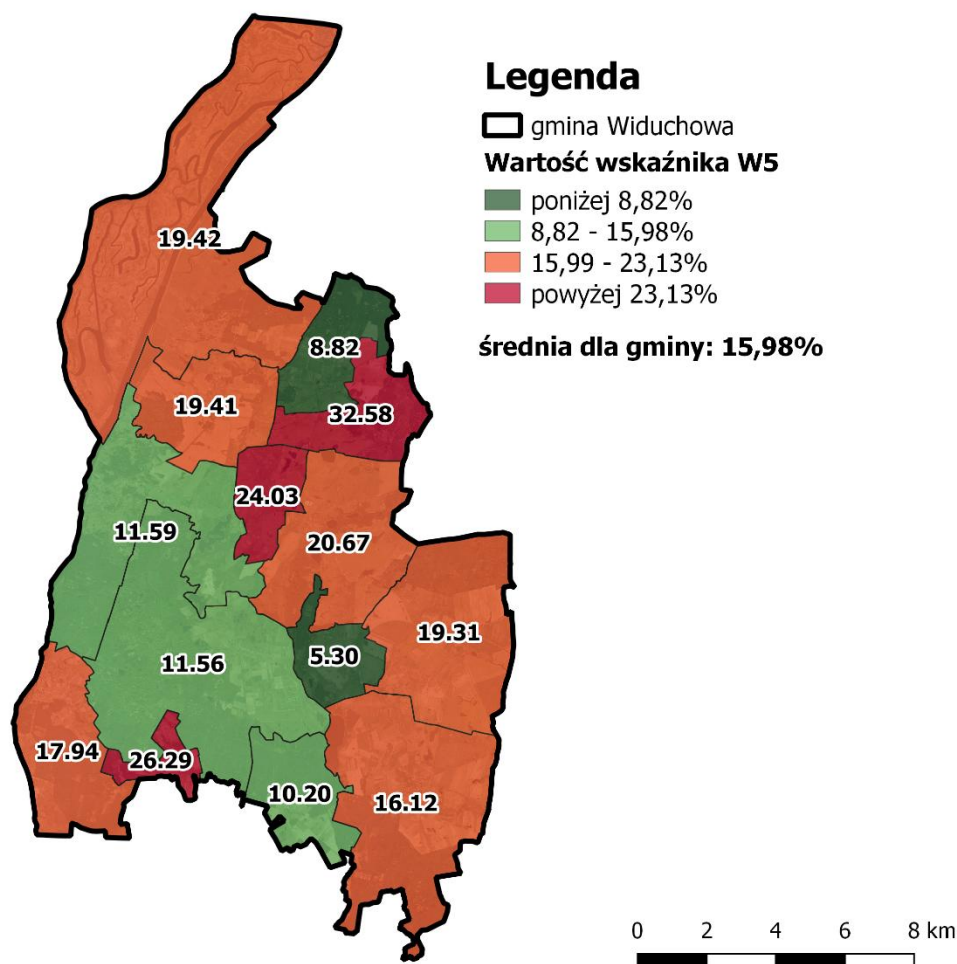 Legenda
gmina Widuchowa
Wartość wskaźnika W5
poniżej 8,82%
8,82 - 15,98%
15,99 - 23,13%
powyżej 23,13%
średnia dla gminy: 15,98%
19.42
8.82
19.41
32.58
24.03
11.59
20.67
19.31
5.30
11.56
17.94
26.29
10.20
16.12
0 2 4 6 8 km